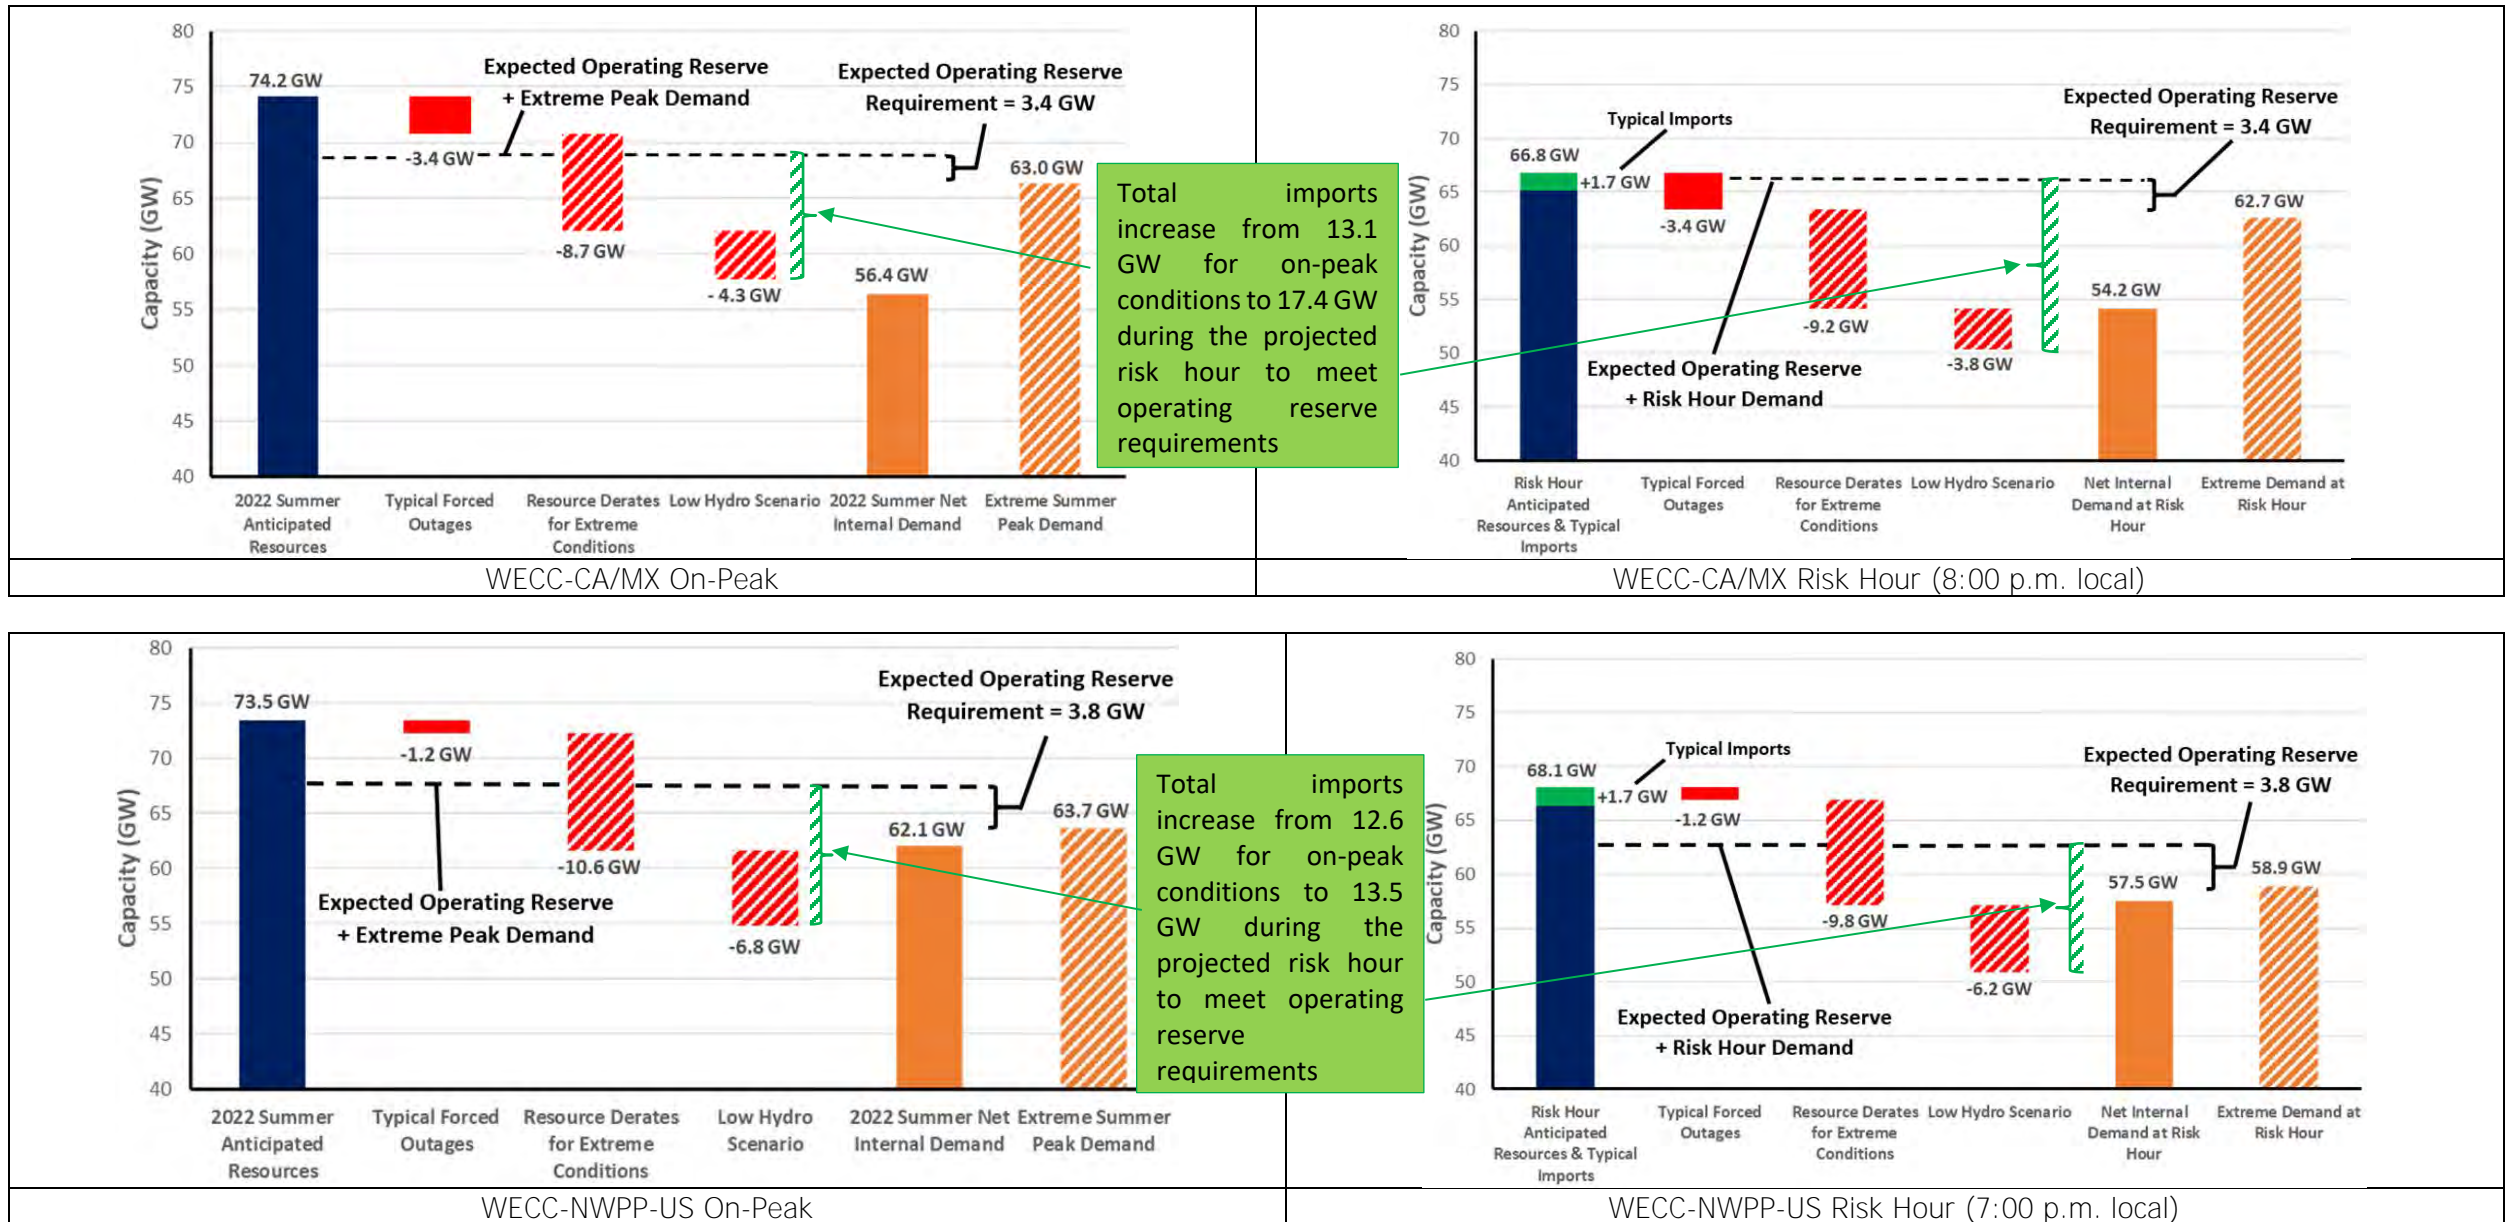 80
75
70
65
60
55
50
45
40
Capacity (GW)
74.2 GW
Expected Operating Reserve
+ Extreme Peak Demand
Expected Operating Reserve
Requirement = 3.4 GW
-3.4 GW
-8.7 GW
- 4.3 GW
56.4 GW
63.0 GW
2022 Summer
Anticipated
Resources
Typical Forced
Outages
Resource Derates
for Extreme
Conditions
Low Hydro Scenario
2022 Summer Net
Internal Demand
Extreme Summer
Peak Demand
WECC-CA/MX On-Peak
Total imports
increase from 13.1
GW for on-peak
conditions to 17.4 GW
during the projected
risk hour to meet
operating reserve
requirements
80
75
70
65
60
55
50
45
40
Capacity (GW)
66.8 GW
Typical Imports
+1.7 GW
-3.4 GW
-9.2 GW
-3.8 GW
54.2 GW
62.7 GW
Expected Operating Reserve
Requirement = 3.4 GW
Expected Operating Reserve
+ Risk Hour Demand
Risk Hour
Anticipated
Resources & Typical
Imports
Typical Forced
Outages
Resource Derates
for Extreme
Conditions
Low Hydro Scenario
Net Internal
Demand at Risk
Hour
Extreme Demand at
Risk Hour
WECC-CA/MX Risk Hour (8:00 p.m. local)
80
75
70
65
60
55
50
45
40
Capacity (GW)
73.5 GW
-1.2 GW
-10.6 GW
-6.8 GW
62.1 GW
63.7 GW
Expected Operating Reserve
Requirement = 3.8 GW
Expected Operating Reserve
+ Extreme Peak Demand
2022 Summer
Anticipated
Resources
Typical Forced
Outages
Resource Derates
for Extreme
Conditions
Low Hydro
Scenario
2022 Summer Net
Internal Demand
Extreme Summer
Peak Demand
WECC-NWPP-US On-Peak
Total imports
increase from 12.6
GW for on-peak
conditions to 13.5
GW during the
projected risk hour
to meet operating
reserve
requirements
80
75
70
65
60
55
50
45
40
Capacity (GW)
68.1 GW
Typical Imports
+1.7 GW
-1.2 GW
-9.8 GW
-6.2 GW
57.5 GW
58.9 GW
Expected Operating Reserve
Requirement = 3.8 GW
Expected Operating Reserve
+ Risk Hour Demand
Risk Hour
Anticipated
Resources & Typical
Imports
Typical Forced
Outages
Resource Derates
for Extreme
Conditions
Low Hydro Scenario
Net Internal
Demand at Risk
Hour
Extreme Demand at
Risk Hour
WECC-NWPP-US Risk Hour (7:00 p.m. local)